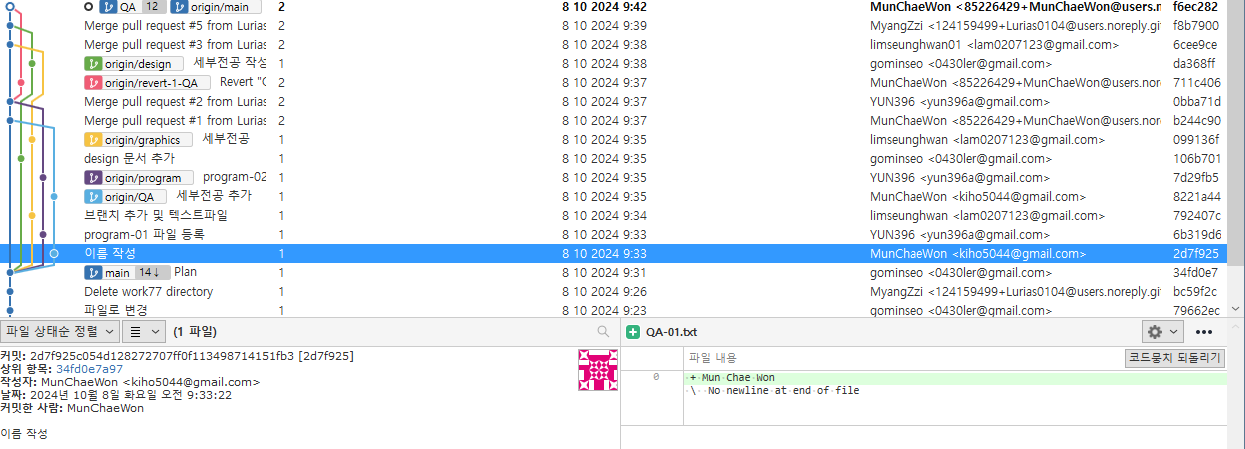 QA 12 origin/main 2 8 10 2024 9:42 MunChaeWon <85226429+MunChaeWon@users.n f6ec282
Merge pull request #5 from Lurias 2 8 10 2024 9:39 MyangZzi <124159499+Lurias0104@users.noreply.git f8b7900
Merge pull request #3 from Lurias 2 8 10 2024 9:38 limseunghwan01 <lam0207123@gmail.com> 6cee9ce
origin/design 세부전공 작성 1 8 10 2024 9:38 gominseo <0430ler@gmail.com> da368ff
origin/revert-1-QA Revert "Q 2 8 10 2024 9:37 MunChaeWon <85226429+MunChaeWon@users.nore 711c406
Merge pull request #2 from Lurias 2 8 10 2024 9:37 YUN396 <yun396a@gmail.com> 0bba71d
Merge pull request #1 from Lurias 2 8 10 2024 9:37 MunChaeWon <85226429+MunChaeWon@users.nore b244c90
origin/graphics 세부전공 1 8 10 2024 9:35 limseunghwan <lam0207123@gmail.com> 099136f
design 문서 추가 1 8 10 2024 9:35 gominseo <0430ler@gmail.com> 106b701
origin/program program-02 1 8 10 2024 9:35 YUN396 <yun396a@gmail.com> 7d29fb5
origin/QA 세부전공 추가 1 8 10 2024 9:35 MunChaeWon <kiho5044@gmail.com> 8221a44
브랜치 추가 및 텍스트파일 1 8 10 2024 9:34 limseunghwan <lam0207123@gmail.com> 792407c
program-01 파일 등록 1 8 10 2024 9:33 YUN396 <yun396a@gmail.com> 6b319d6
이름 작성 1 8 10 2024 9:33 MunChaeWon <kiho5044@gmail.com> 2d7f925
main 14↓ Plan 1 8 10 2024 9:31 gominseo <0430ler@gmail.com> 34fd0e7
Delete work77 directory 1 8 10 2024 9:26 MyangZzi <124159499+Lurias0104@users.noreply.git bc59f2c
파일로 변경 1 8 10 2024 9:23 gominseo <0430ler@gmail.com> 79662ec
파일 상태순 정렬 (1 파일)
커밋: 2d7f925c054d128272707ff0f113498714151fb3 [2d7f925]
상위 항목: 34fd0e7a97
작성자: MunChaeWon <kiho5044@gmail.com>
날짜: 2024년 10월 8일 화요일 오전 9:33:22
커밋한 사람: MunChaeWon
이름 작성
QA-01.txt
파일 내용 코드뭉치 되돌리기
0 + Mun Chae Won
\ No newline at end of file